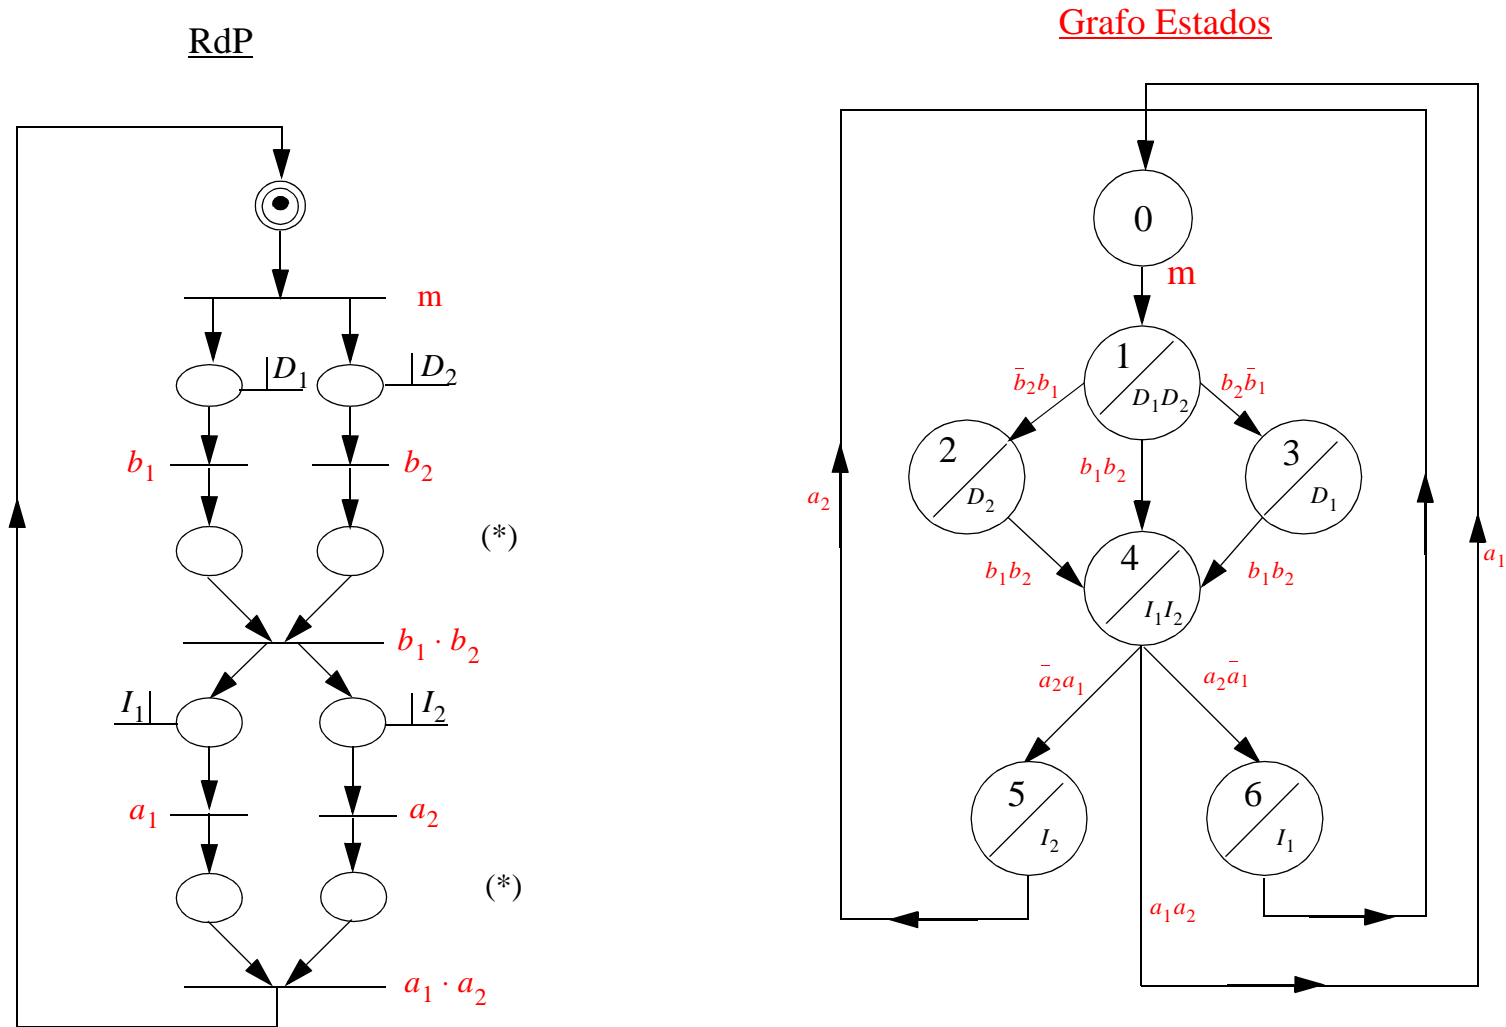 RdP
m
D₁
D₂
b₁
b₂
(*)
b₁ · b₂
I₁
I₂
a₁
a₂
(*)
a₁ · a₂
Grafo Estados
0
m
1
D₁D₂
b̄₂b₁
b₂b̄₁
2
D₂
b₁b₂
3
D₁
a₂
b₁b₂
4
I₁I₂
b₁b₂
a₁
ā₂a₁
a₂ā₁
5
I₂
6
I₁
a₁a₂